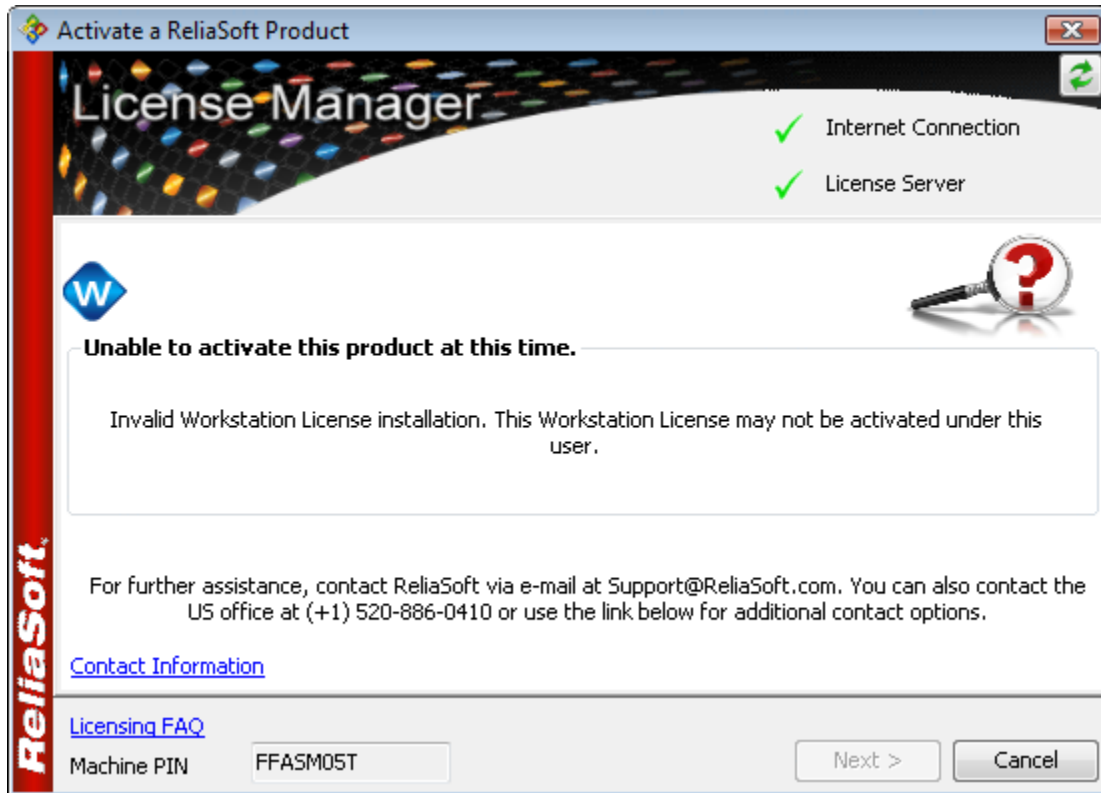 Activate a ReliaSoft Product
License Manager
Internet Connection
License Server
W
Unable to activate this product at this time.
Invalid Workstation License installation. This Workstation License may not be activated under this
user.
For further assistance, contact ReliaSoft via e-mail at Support@ReliaSoft.com. You can also contact the
US office at (+1) 520-886-0410 or use the link below for additional contact options.
Contact Information
ReliaSoft
Licensing FAQ
Machine PIN
FFASM05T
Next >
Cancel